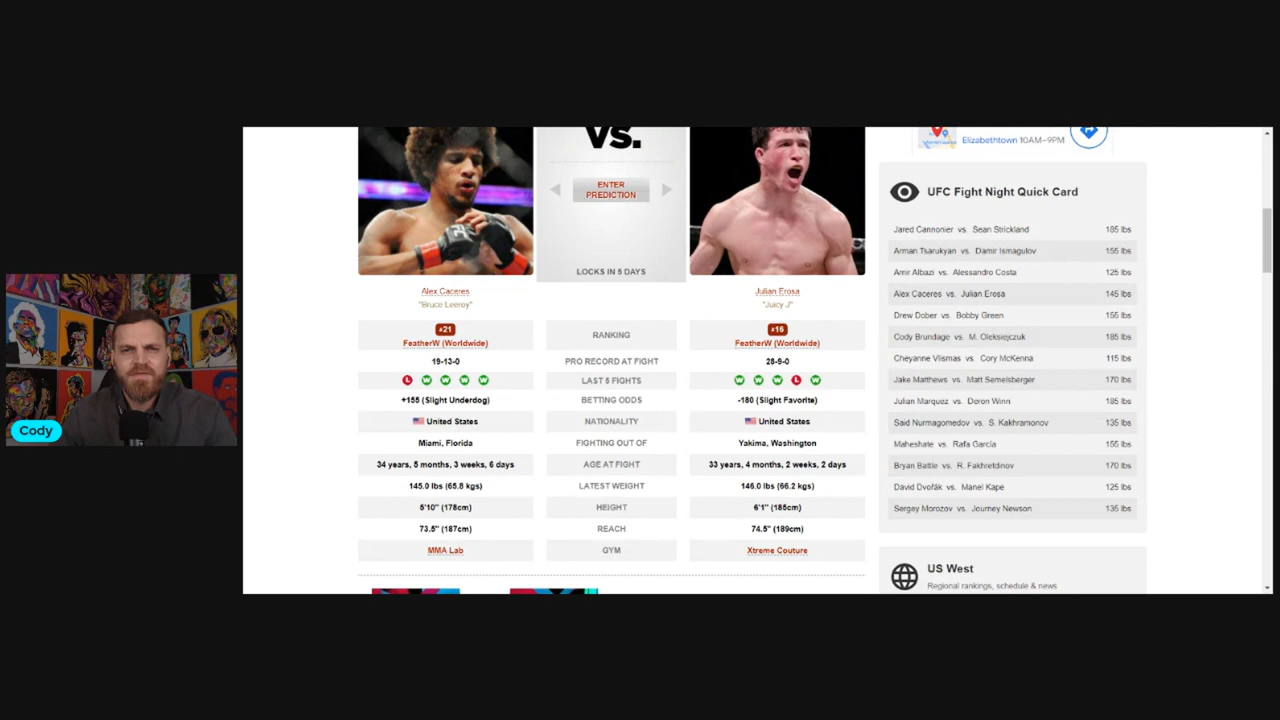 Cody
VS.
ENTER
PREDICTION
LOCKS IN 5 DAYS
Alex Caceres
"Bruce Leeroy"
Julian Erosa
"Juicy J"
#21 RANKING #16
FeatherW (Worldwide) FeatherW (Worldwide)
19-13-0 PRO RECORD AT FIGHT 28-9-0
L W W W W LAST 5 FIGHTS W W W L W
+155 (Slight Underdog) BETTING ODDS -180 (Slight Favorite)
United States NATIONALITY United States
Miami, Florida FIGHTING OUT OF Yakima, Washington
34 years, 5 months, 3 weeks, 6 days AGE AT FIGHT 33 years, 4 months, 2 weeks, 2 days
145.0 lbs (65.8 kgs) LATEST WEIGHT 146.0 lbs (66.2 kgs)
5'10" (178cm) HEIGHT 6'1" (185cm)
73.5" (187cm) REACH 74.5" (189cm)
MMA Lab GYM Xtreme Couture
Elizabethtown 10AM–9PM
UFC Fight Night Quick Card
Jared Cannonier vs. Sean Strickland 185 lbs
Arman Tsarukyan vs. Damir Ismagulov 155 lbs
Amir Albazi vs. Alessandro Costa 125 lbs
Alex Caceres vs. Julian Erosa 145 lbs
Drew Dober vs. Bobby Green 155 lbs
Cody Brundage vs. M. Oleksiejczuk 185 lbs
Cheyanne Vlismas vs. Cory McKenna 115 lbs
Jake Matthews vs. Matt Semelsberger 170 lbs
Julian Marquez vs. Deron Winn 185 lbs
Said Nurmagomedov vs. S. Kakhramonov 135 lbs
Maheshate vs. Rafa García 155 lbs
Bryan Battle vs. R. Fakhretdinov 170 lbs
David Dvořák vs. Manel Kape 125 lbs
Sergey Morozov vs. Journey Newson 135 lbs
US West
Regional rankings, schedule & news